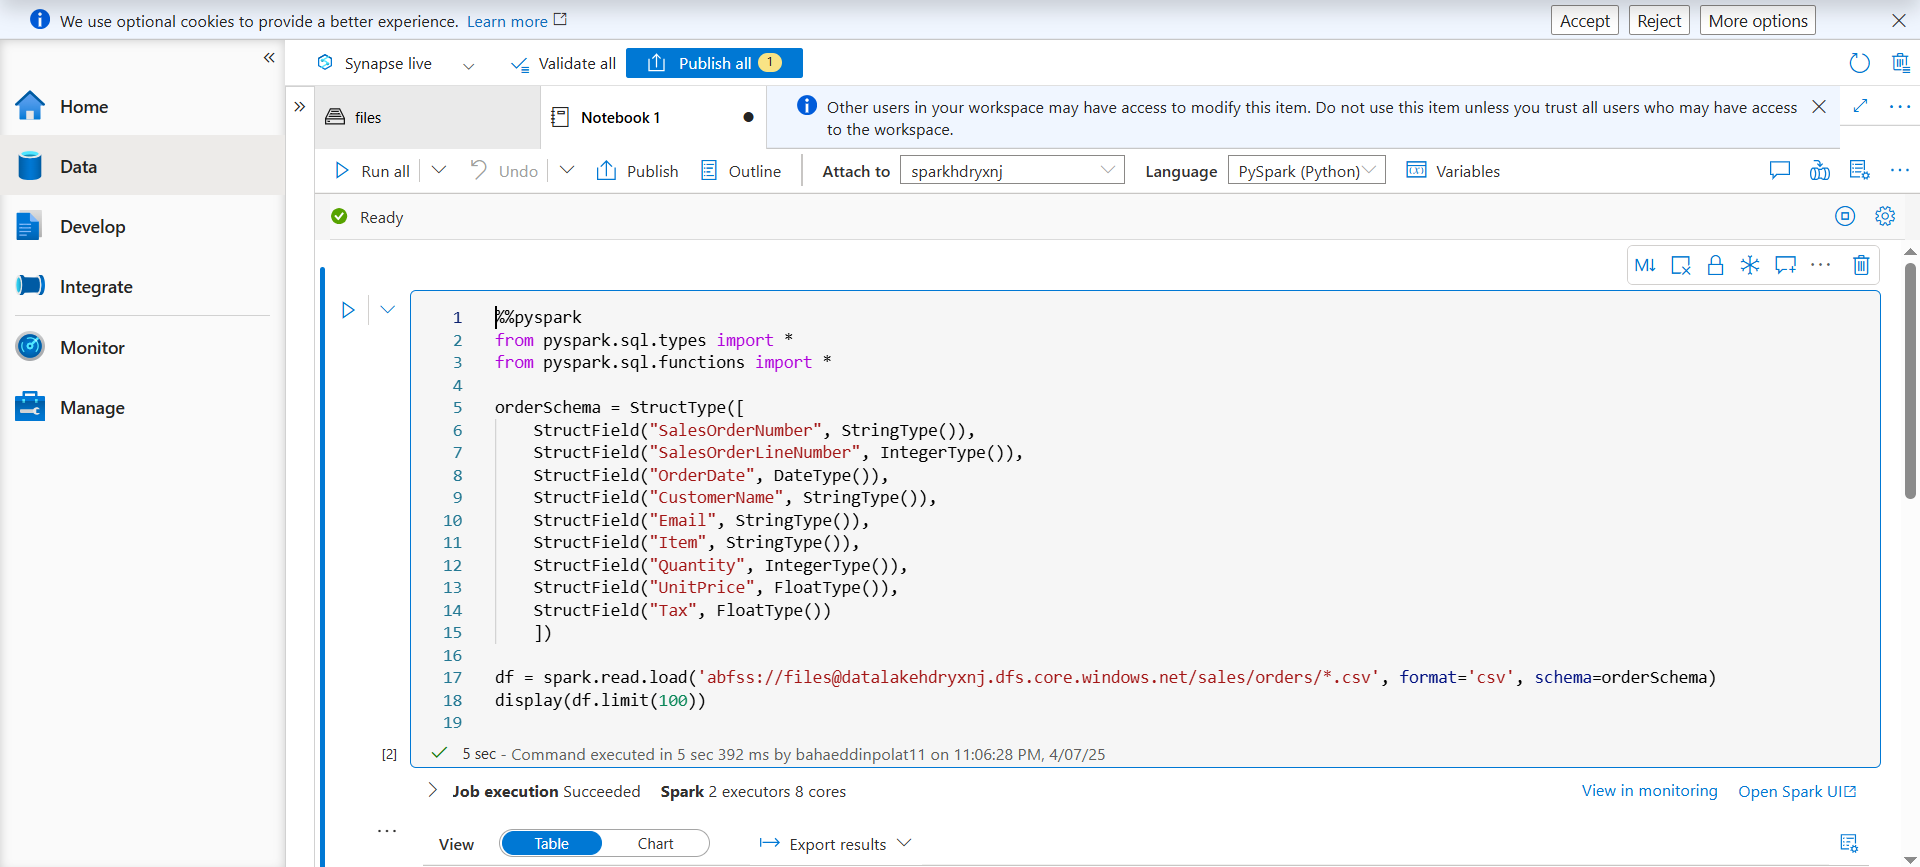 We use optional cookies to provide a better experience. Learn more
Accept
Reject
More options
Synapse live
Validate all
Publish all 1
Home
Data
Develop
Integrate
Monitor
Manage
files
Notebook 1
Other users in your workspace may have access to modify this item. Do not use this item unless you trust all users who may have access
to the workspace.
Run all
Undo
Publish
Outline
Attach to sparkhdryxnj
Language PySpark (Python)
Variables
Ready
M↓
1 %%pyspark
2 from pyspark.sql.types import *
3 from pyspark.sql.functions import *
4
5 orderSchema = StructType([
6 StructField("SalesOrderNumber", StringType()),
7 StructField("SalesOrderLineNumber", IntegerType()),
8 StructField("OrderDate", DateType()),
9 StructField("CustomerName", StringType()),
10 StructField("Email", StringType()),
11 StructField("Item", StringType()),
12 StructField("Quantity", IntegerType()),
13 StructField("UnitPrice", FloatType()),
14 StructField("Tax", FloatType())
15 ])
16
17 df = spark.read.load('abfss://files@datalakehdryxnj.dfs.core.windows.net/sales/orders/*.csv', format='csv', schema=orderSchema)
18 display(df.limit(100))
19
[2] 5 sec - Command executed in 5 sec 392 ms by bahaeddinpolat11 on 11:06:28 PM, 4/07/25
Job execution Succeeded Spark 2 executors 8 cores
View in monitoring
Open Spark UI
View
Table
Chart
Export results